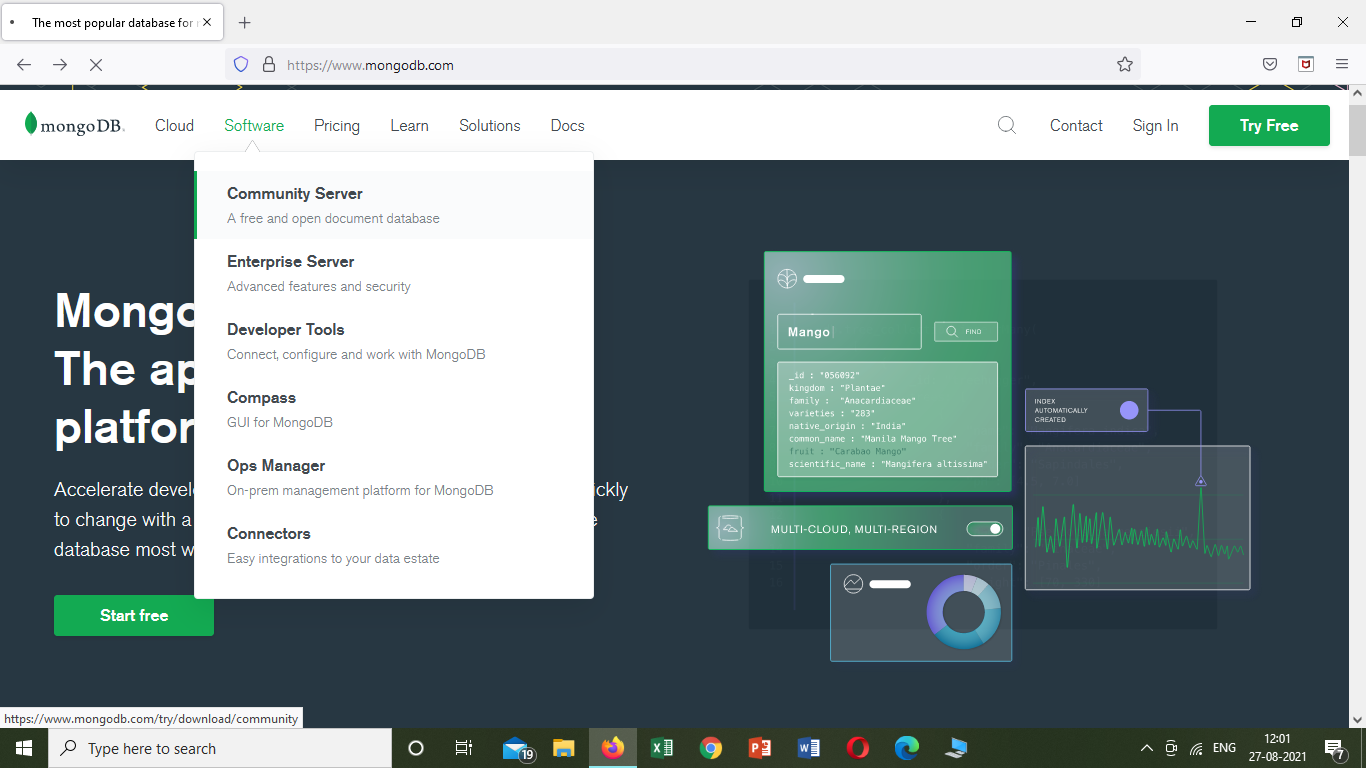 The most popular database for
https://www.mongodb.com
mongoDB.
Cloud
Software
Pricing
Learn
Solutions
Docs
Contact
Sign In
Try Free
Community Server
A free and open document database
Enterprise Server
Advanced features and security
Developer Tools
Connect, configure and work with MongoDB
Compass
GUI for MongoDB
Ops Manager
On-prem management platform for MongoDB
Connectors
Easy integrations to your data estate
Mongo
The ap
platfor
Accelerate devel
ickly
to change with a
e
database most w
Start free
Mango
FIND
_id : "056092"
kingdom : "Plantae"
family : "Anacardiaceae"
varieties : "283"
native_origin : "India"
common_name : "Manila Mango Tree"
fruit : "Carabao Mango"
scientific_name : "Mangifera altissima"
INDEX
AUTOMATICALLY
CREATED
MULTI-CLOUD, MULTI-REGION
https://www.mongodb.com/try/download/community
Type here to search
19
ENG
12:01
27-08-2021
7